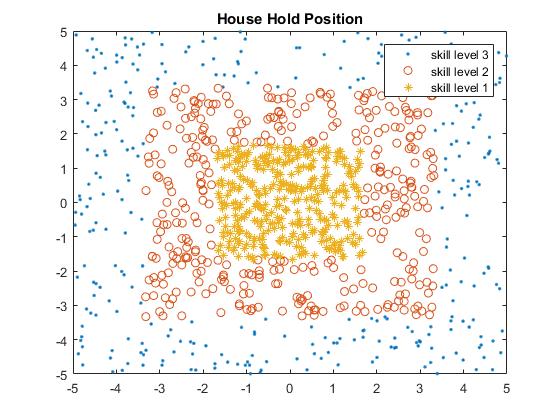 House Hold Position
skill level 3
skill level 2
skill level 1
5
4
3
2
1
0
-1
-2
-3
-4
-5
-5 -4 -3 -2 -1 0 1 2 3 4 5